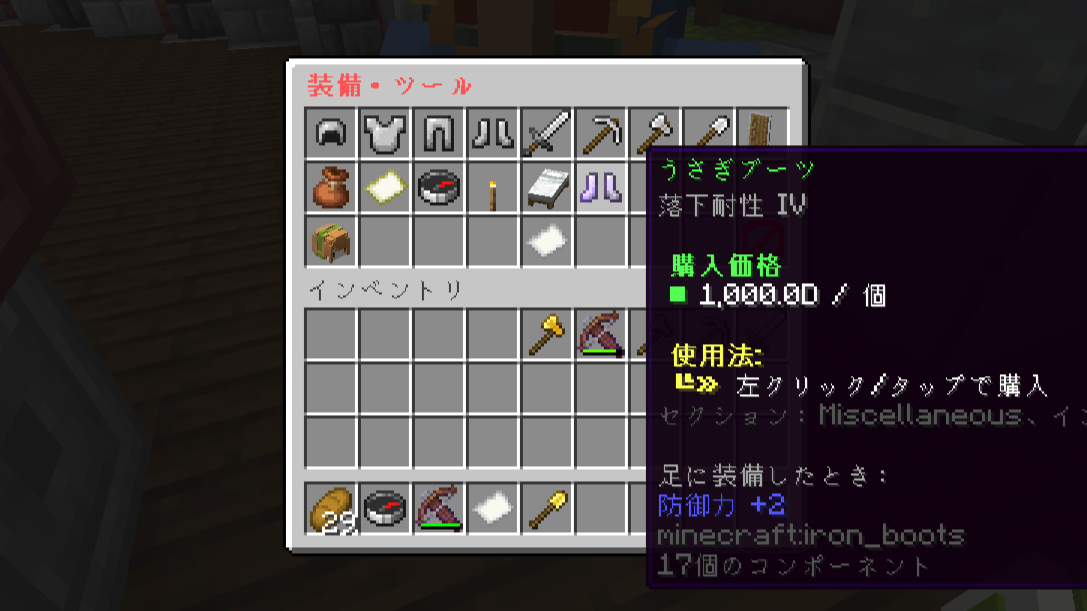 装備・ツール
うさぎブーツ
落下耐性 IV
購入価格
■ 1,000.0D / 個
インベントリ
使用法:
左クリック/タップで購入
セクション: Miscellaneous、イン
足に装備したとき:
防御力 +2
minecraft:iron_boots
17個のコンポーネント
29